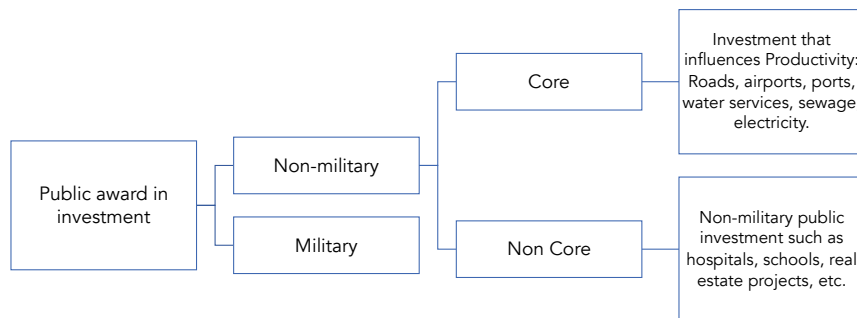 Public award in
investment
Non-military
Military
Core
Non Core
Investment that
influences Productivity:
Roads, airports, ports,
water services, sewage
electricity.
Non-military public
investment such as
hospitals, schools, real
estate projects, etc.